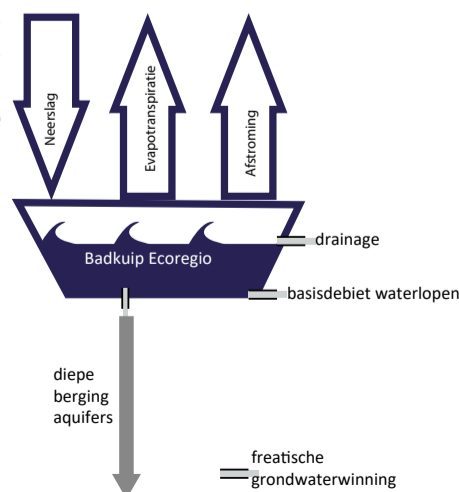 Neerslag
Evapotranspiratie
Afstroming
drainage
Badkuip Ecoregio
basisdebiet waterlopen
diepe
berging
aquifers
freatische
grondwaterwinning